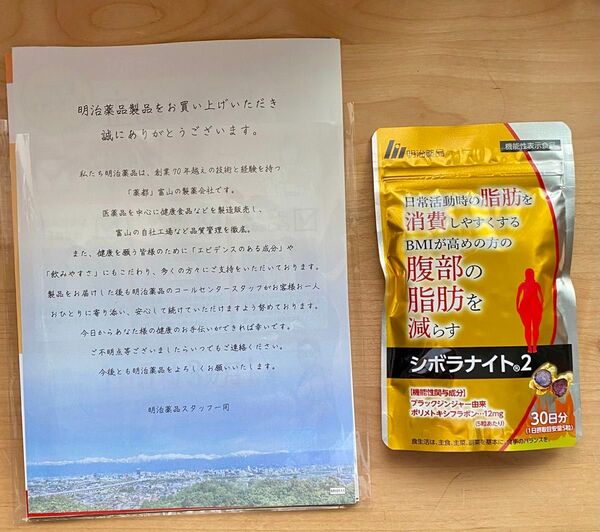 明治薬品製品をお買い上げいただき
誠にありがとうございます。
私たち明治薬品は、創業70年越えの技術と経験を持つ
「薬都」富山の製薬会社です。
医薬品を中心に健康食品などを製造販売し、
富山の自社工場など品質管理を徹底。
また、健康を願う皆様のために「エビデンスのある成分」や
「飲みやすさ」にもこだわり、多くの方々にご支持をいただいております。
製品をお届けした後も明治薬品のコールセンタースタッフがお客様お一人
おひとりに寄り添い、安心して続けていただけますよう努めております。
今日からあなた様の健康のお手伝いができれば幸いです。
ご不明点等ございましたらいつでもご連絡ください。
今後とも明治薬品をよろしくお願いいたします。
明治薬品スタッフ一同
明治薬品
機能性表示食品
日常活動時の脂肪を
消費しやすくする
BMIが高めの方の
腹部の
脂肪を
減らす
シボラナイト®2
【機能性関与成分】
ブラックジンジャー由来
ポリメトキシフラボン…12mg
(5粒あたり)
30日分
(1日摂取目安量5粒)
食生活は、主食、主菜、副菜を基本に、食事のバランスを。